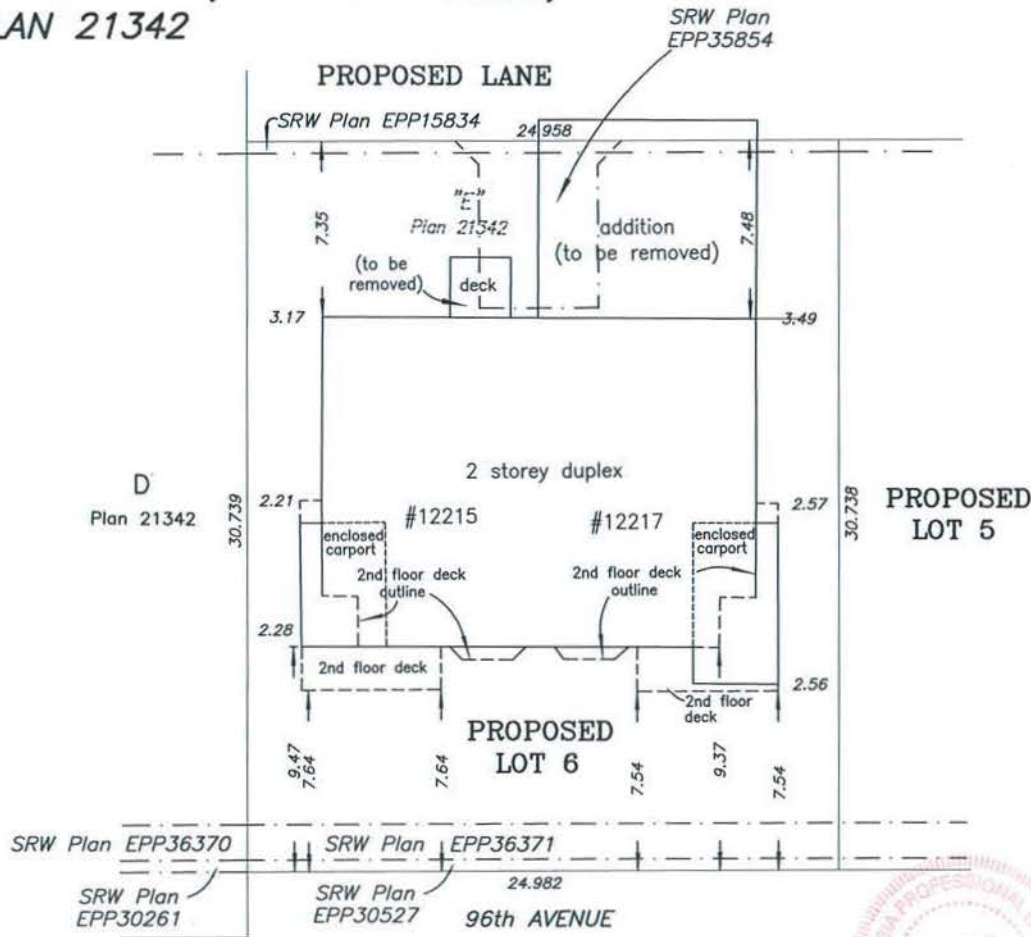 LAN 21342
SRW Plan
EPP35854
PROPOSED LANE
SRW Plan EPP15834
24.958
7.35
"E"
Plan 21342
addition
(to be removed)
7.48
(to be
removed)
deck
3.17
3.49
2 storey duplex
D
Plan 21342
30.739
2.21
#12215
#12217
2.57
30.738
PROPOSED
LOT 5
enclosed
carport
enclosed
carport
2nd floor deck
outline
2nd floor deck
outline
2.28
2nd floor deck
2nd floor
deck
2.56
PROPOSED
LOT 6
9.47
7.64
7.64
7.54
9.37
7.54
SRW Plan EPP36370
SRW Plan EPP36371
SRW Plan
EPP30261
SRW Plan
EPP30527
24.982
96th AVENUE
PROFESSIONAL